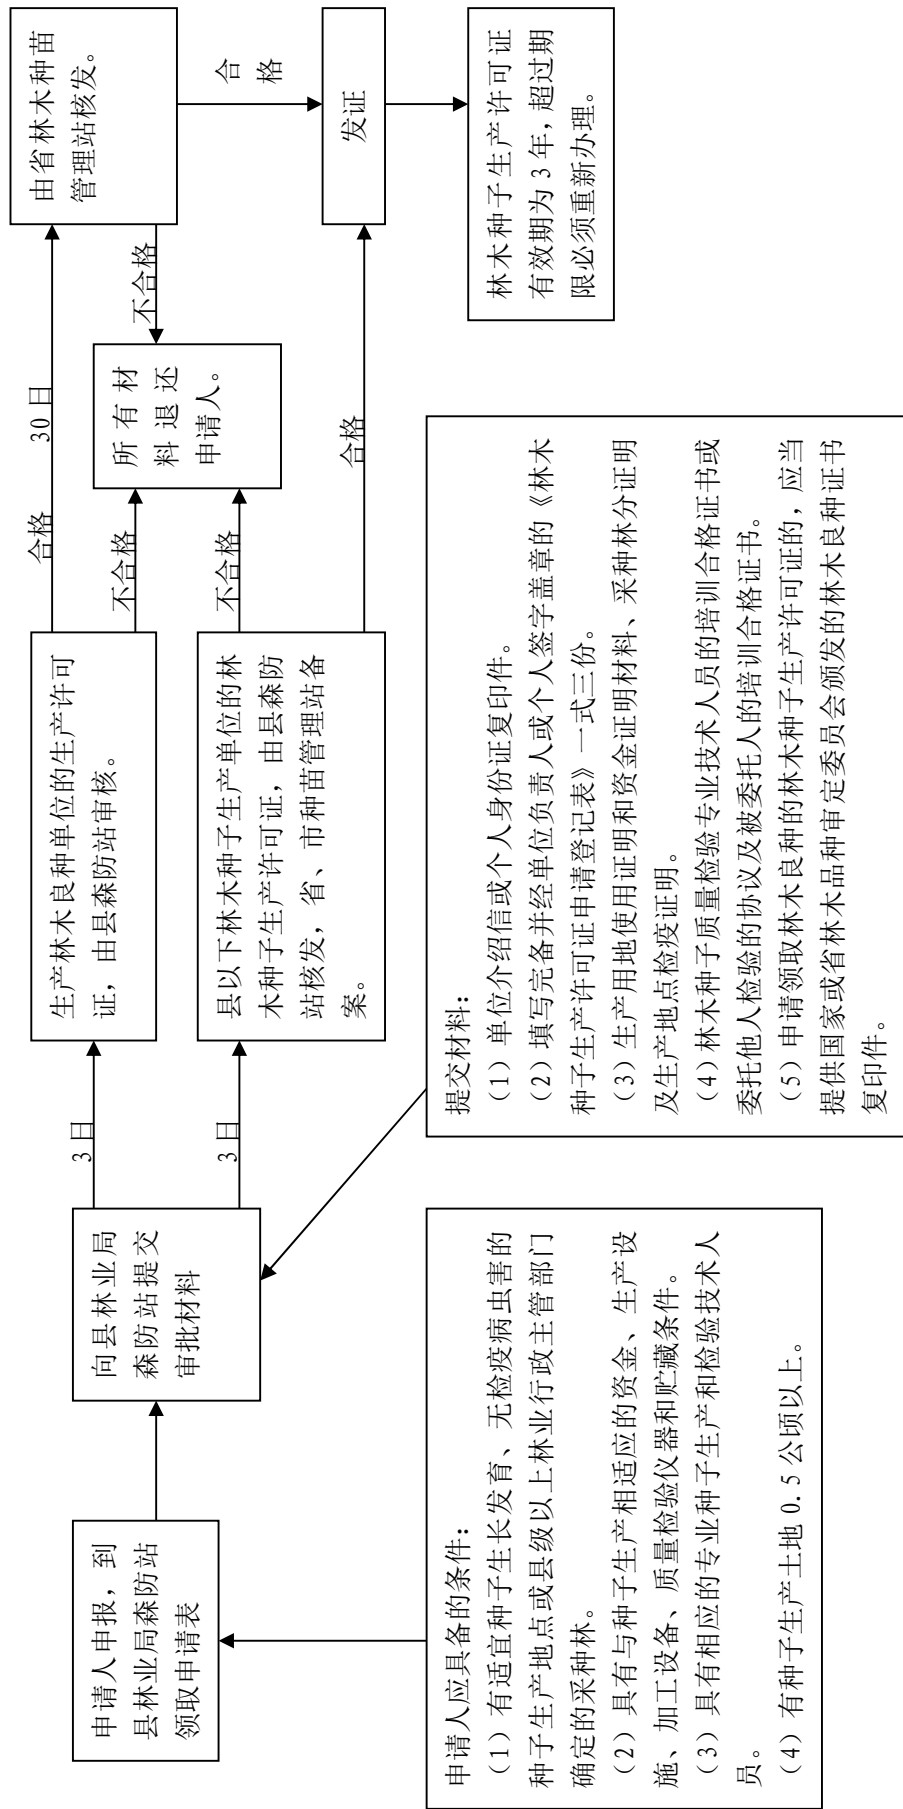 申请人申报，到
县林业局森防站
领取申请表
向县林业局
森防站提交
审批材料
3日
3日
生产林木良种单位的生产许可
证，由县森防站审核。
县以下林木种子生产单位的林
木种子生产许可证，由县森防
站核发，省、市种苗管理站备
案。
合格
30日
不合格
不合格
所有材
料退还
申请人。
不合格
合格
由省林木种苗
管理站核发。
合
格
发证
林木种子生产许可证
有效期为3年，超过期
限必须重新办理。
申请人应具备的条件：
（1）有适宜种子生长发育、无检疫病虫害的
种子生产地点或县级以上林业行政主管部门
确定的采种林。
（2）具有与种子生产相适应的资金、生产设
施、加工设备、质量检验仪器和贮藏条件。
（3）具有相应的专业种子生产和检验技术人
员。
（4）有种子生产土地0.5公顷以上。
提交材料：
（1）单位介绍信或个人身份证复印件。
（2）填写完备并经单位负责人或个人签字盖章的《林木
种子生产许可证申请登记表》一式三份。
（3）生产用地使用证明和资金证明材料、采种林分证明
及生产地点检疫证明。
（4）林木种子质量检验专业技术人员的培训合格证书或
委托他人检验的协议及被委托人的培训合格证书。
（5）申请领取林木良种的林木种子生产许可证的，应当
提供国家或省林木品种审定委员会颁发的林木良种证书
复印件。